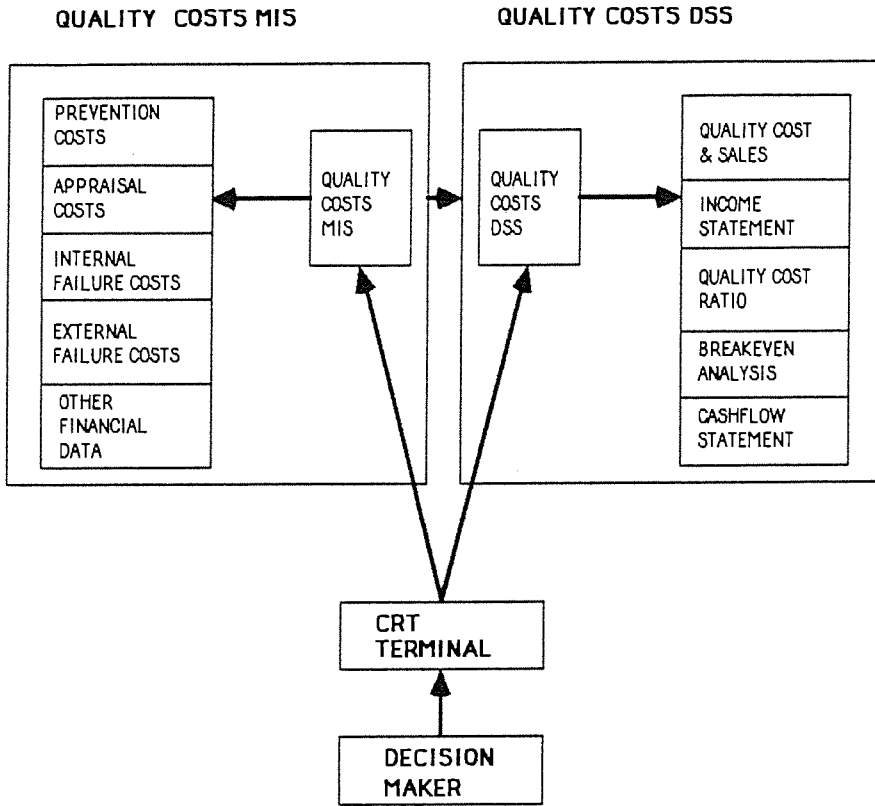 QUALITY COSTS MIS
QUALITY COSTS DSS
PREVENTION
COSTS
APPRAISAL
COSTS
INTERNAL
FAILURE COSTS
EXTERNAL
FAILURE COSTS
OTHER
FINANCIAL
DATA
QUALITY
COSTS
MIS
QUALITY
COSTS
DSS
QUALITY COST
& SALES
INCOME
STATEMENT
QUALITY COST
RATIO
BREAKEVEN
ANALYSIS
CASHFLOW
STATEMENT
CRT
TERMINAL
DECISION
MAKER